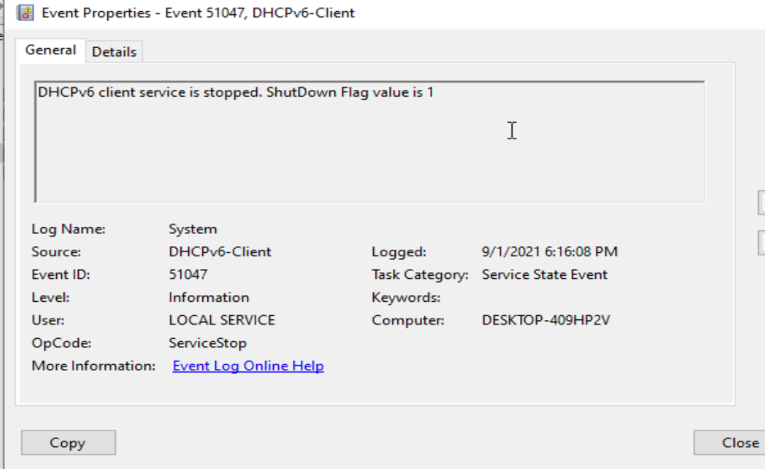 Event Properties - Event 51047, DHCPv6-Client
General Details
DHCPv6 client service is stopped. ShutDown Flag value is 1
Log Name: System
Source: DHCPv6-Client Logged: 9/1/2021 6:16:08 PM
Event ID: 51047 Task Category: Service State Event
Level: Information Keywords:
User: LOCAL SERVICE Computer: DESKTOP-409HP2V
OpCode: ServiceStop
More Information: Event Log Online Help
Copy Close